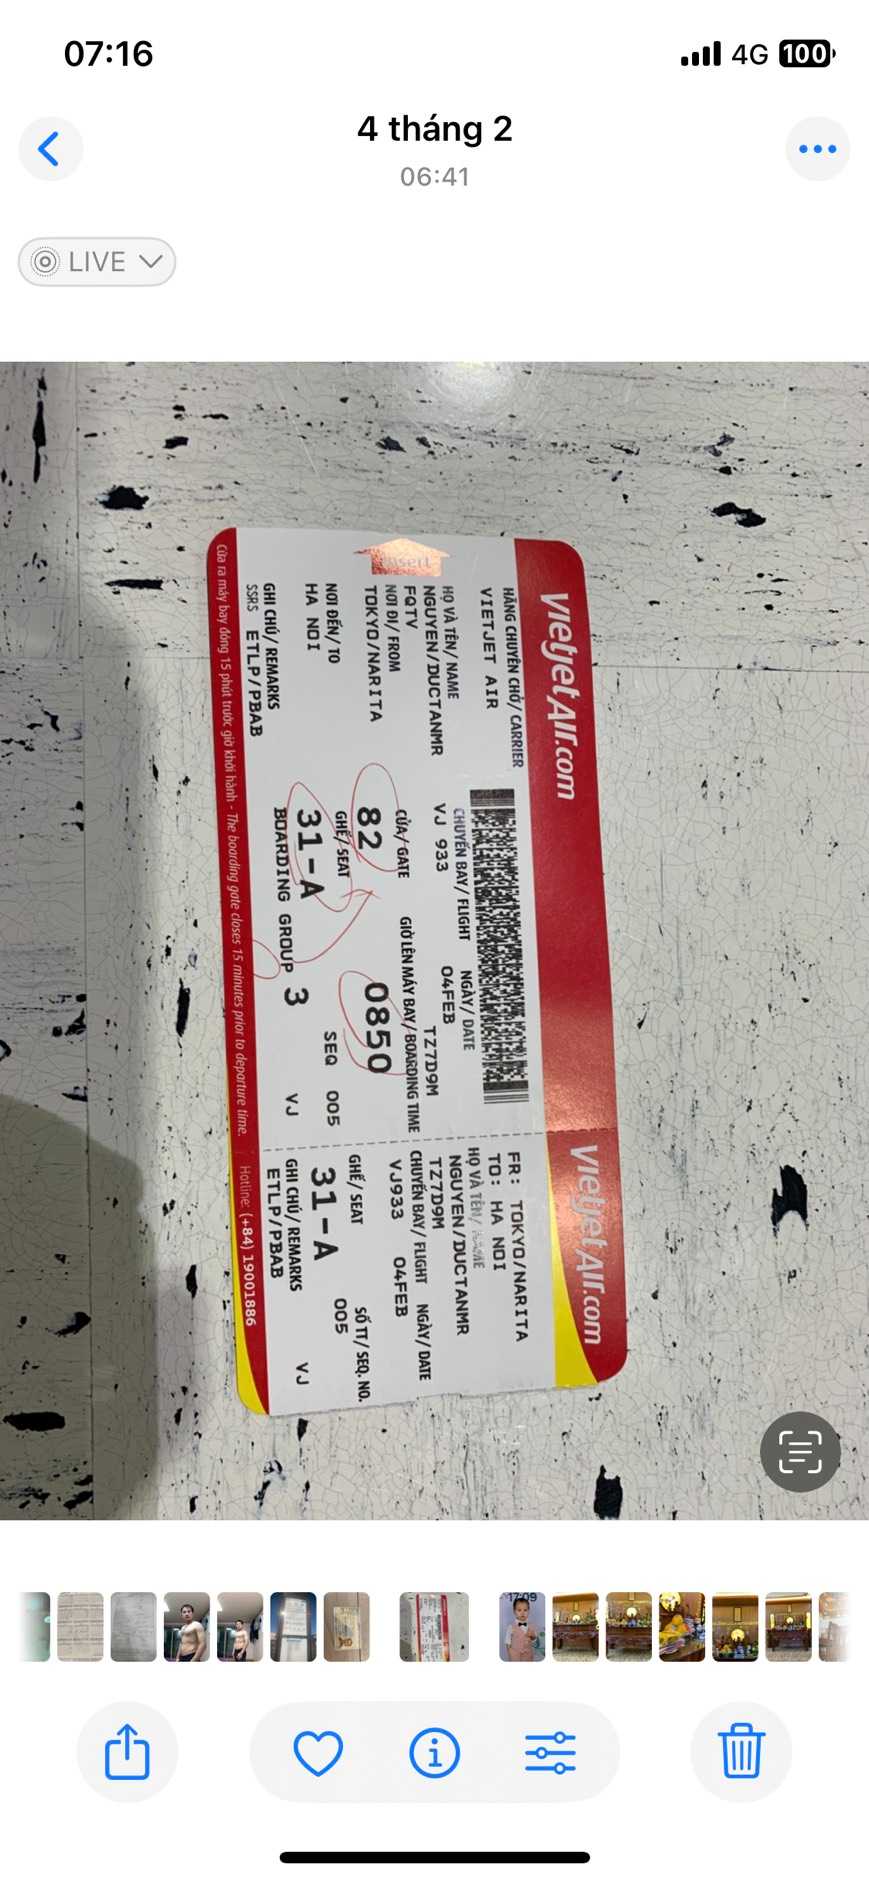 07:16
4G
100
4 tháng 2
06:41
LIVE
vietjetAir.com
HÃNG CHUYÊN CHỞ/ CARRIER
VIETJET AIR
HỌ VÀ TÊN/ NAME
NGUYEN/DUCTANMR
FQTV
NƠI ĐI/ FROM
TOKYO/NARITA
NƠI ĐẾN/ TO
HA NOI
GHI CHÚ/ REMARKS
SSRS ETLP/PBAB
CHUYẾN BAY/ FLIGHT
VJ 933
NGÀY/ DATE
04FEB
TZ7D9M
CỬA/ GATE
82
GIỜ LÊN MÁY BAY/ BOARDING TIME
0850
GHẾ/ SEAT
31-A
SEQ 005
BOARDING GROUP 3
VJ
Cửa ra máy bay đóng 15 phút trước giờ khởi hành - The boarding gate closes 15 minutes prior to departure time.
insert
vietjetAir.com
FR: TOKYO/NARITA
TO: HA NOI
HỌ VÀ TÊN/ NAME
NGUYEN/DUCTANMR
TZ7D9M
CHUYẾN BAY/ FLIGHT NGÀY/ DATE
VJ933 04FEB
GHẾ/ SEAT
31-A
SỐ TT/ SEQ. NO.
005
GHI CHÚ/ REMARKS
ETLP/PBAB
VJ
Hotline: (+84) 19001886
17:09